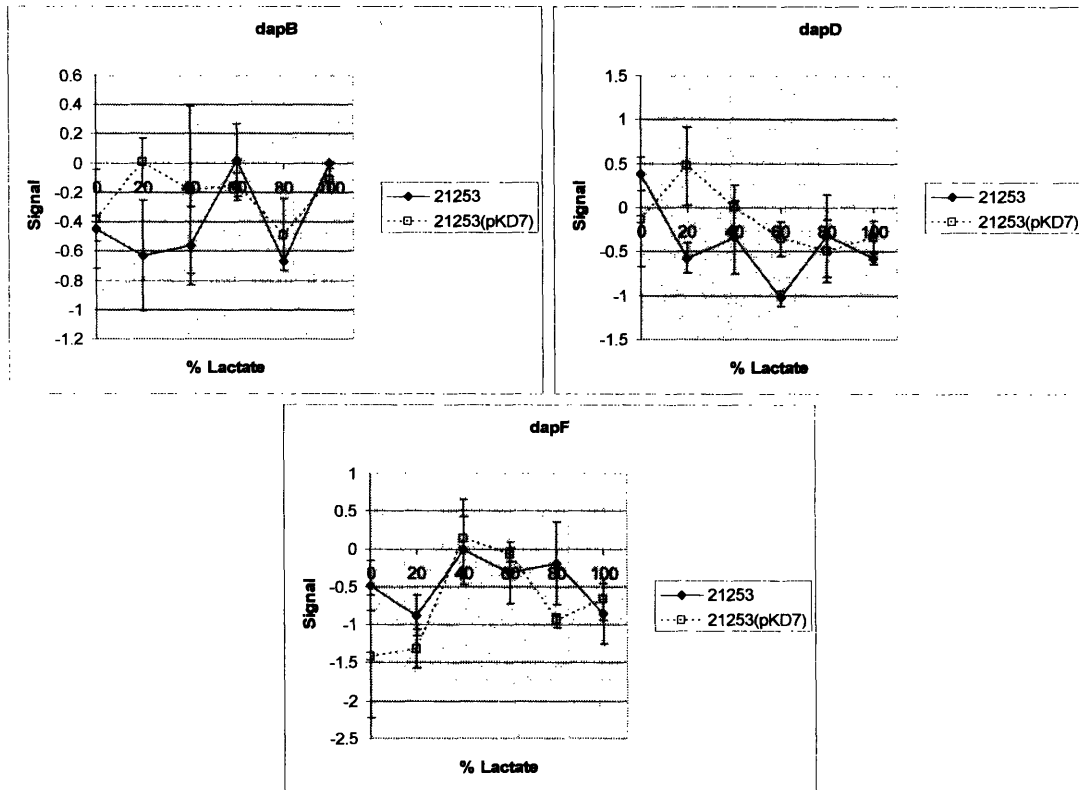 dapB
0.6
0.4
0.2
0
-0.2
-0.4
-0.6
-0.8
-1
-1.2
0 20 40 60 80 100
Signal
% Lactate
21253
21253(pKD7)
dapD
1.5
1
0.5
0
-0.5
-1
-1.5
0 20 40 60 80 100
Signal
% Lactate
21253
21253(pKD7)
dapF
1
0.5
0
-0.5
-1
-1.5
-2
-2.5
0 20 40 60 80 100
Signal
% Lactate
21253
21253(pKD7)